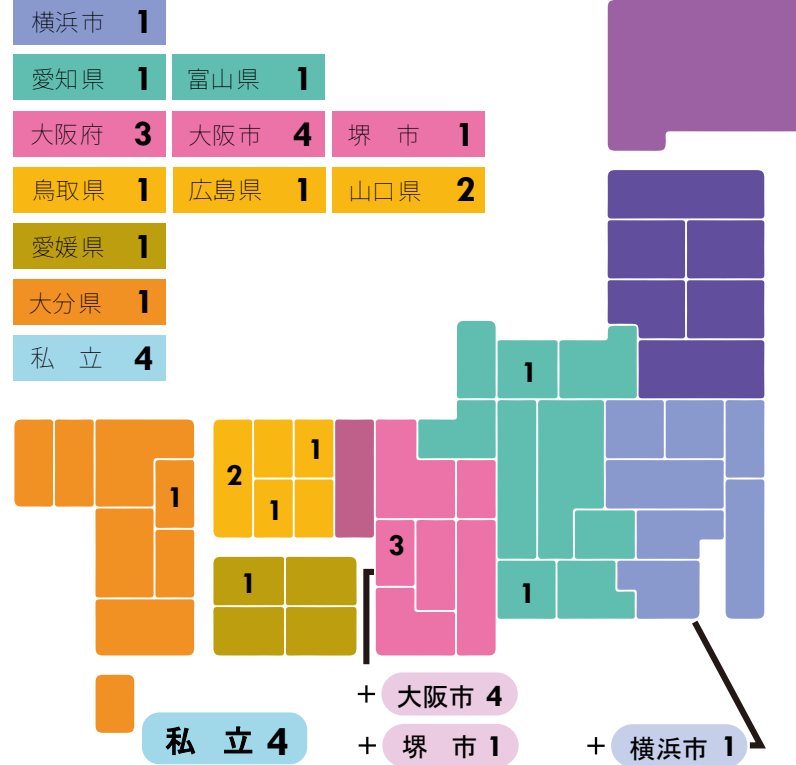 横浜市 1
愛知県 1 富山県 1
大阪府 3 大阪市 4 堺 市 1
鳥取県 1 広島県 1 山口県 2
愛媛県 1
大分県 1
私 立 4
1
1
2
1
1
3
1
1
+ 大阪市 4
私 立 4
+ 堺 市 1
+ 横浜市 1